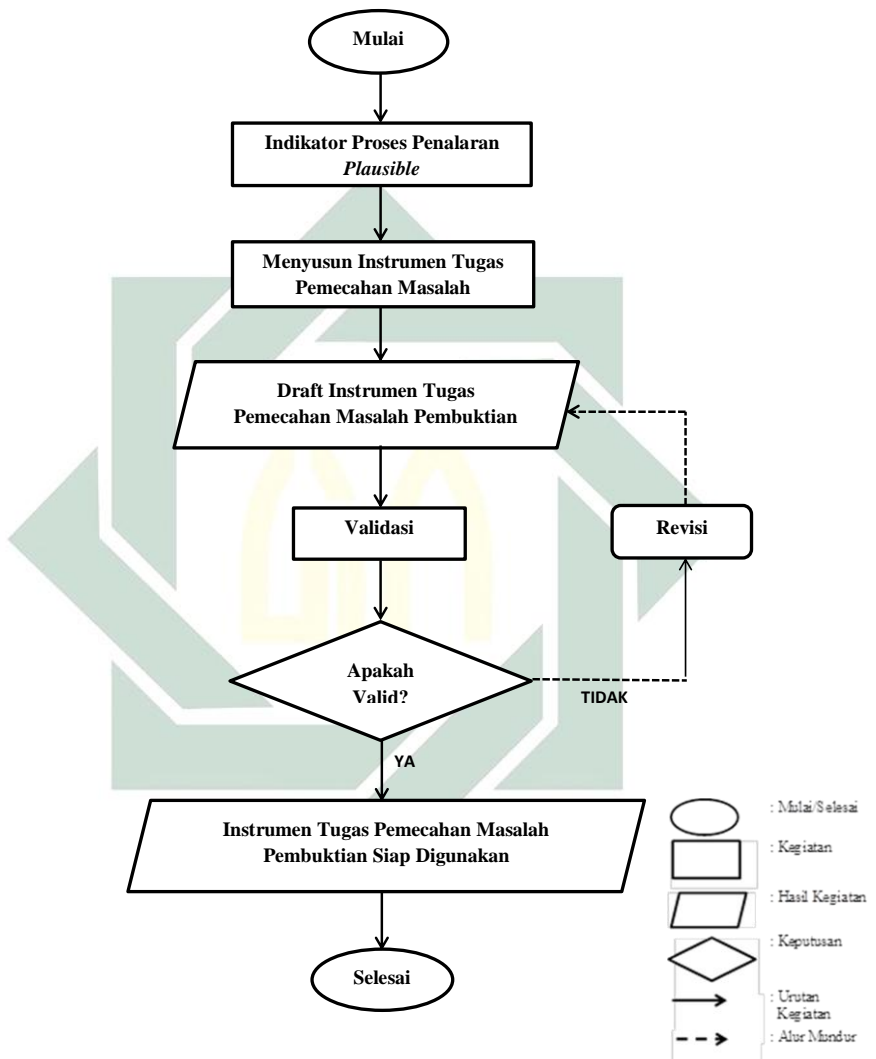 Mulai
Indikator Proses Penalaran
Plausible
Menyusun Instrumen Tugas
Pemecahan Masalah
Draft Instrumen Tugas
Pemecahan Masalah Pembuktian
Validasi
Revisi
Apakah
Valid?
TIDAK
YA
Instrumen Tugas Pemecahan Masalah
Pembuktian Siap Digunakan
Selesai
: Mulai/Selesai
: Kegiatan
: Hasil Kegiatan
: Keputusan
: Urutan
Kegiatan
: Alur Mundur